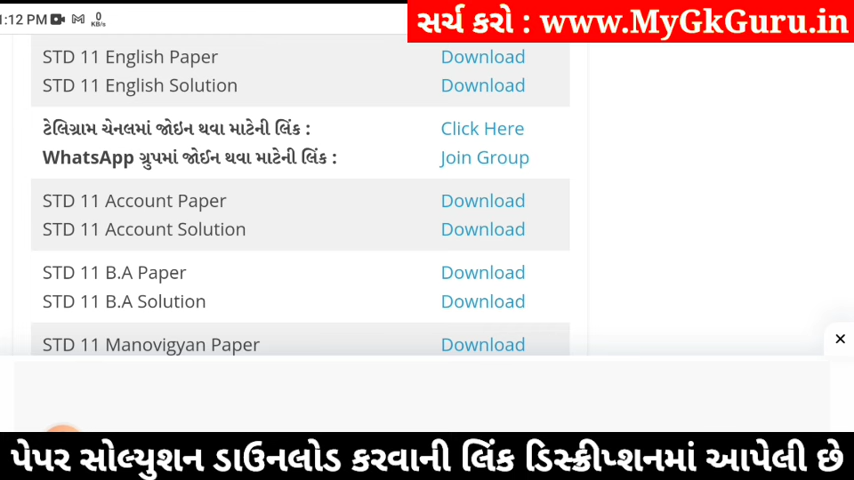 1:12 PM
0
KB/s
સર્ચ કરો : www.MyGkGuru.in
STD 11 English Paper Download
STD 11 English Solution Download
ટેલિગ્રામ ચેનલમાં જોઇન થવા માટેની લિંક : Click Here
WhatsApp ગ્રુપમાં જોઈન થવા માટેની લિંક : Join Group
STD 11 Account Paper Download
STD 11 Account Solution Download
STD 11 B.A Paper Download
STD 11 B.A Solution Download
STD 11 Manovigyan Paper Download
પેપર સોલ્યુશન ડાઉનલોડ કરવાની લિંક ડિસ્ક્રીપ્શનમાં આપેલી છે